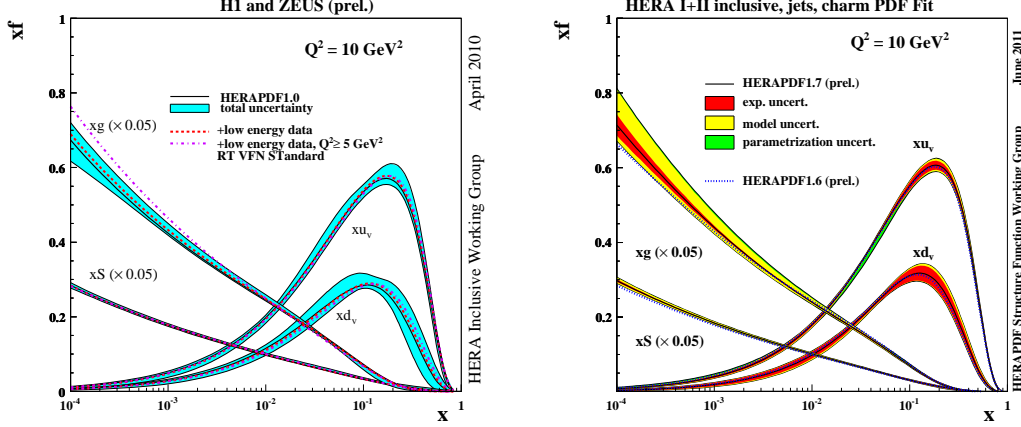 H1 and ZEUS (prel.)
xf
1
0.8
0.6
0.4
0.2
0
10⁻⁴
10⁻³
10⁻²
10⁻¹
1
x
Q² = 10 GeV²
HERAPDF1.0
total uncertainty
+low energy data
+low energy data, Q²≥ 5 GeV²
RT VFN STandard
xg (× 0.05)
xS (× 0.05)
xuᵥ
xdᵥ
April 2010
HERA Inclusive Working Group
HERA I+II inclusive, jets, charm PDF Fit
xf
1
0.8
0.6
0.4
0.2
0
10⁻⁴
10⁻³
10⁻²
10⁻¹
1
x
Q² = 10 GeV²
HERAPDF1.7 (prel.)
exp. uncert.
model uncert.
parametrization uncert.
HERAPDF1.6 (prel.)
xuᵥ
xdᵥ
xg (× 0.05)
xS (× 0.05)
June 2011
HERAPDF Structure Function Working Group